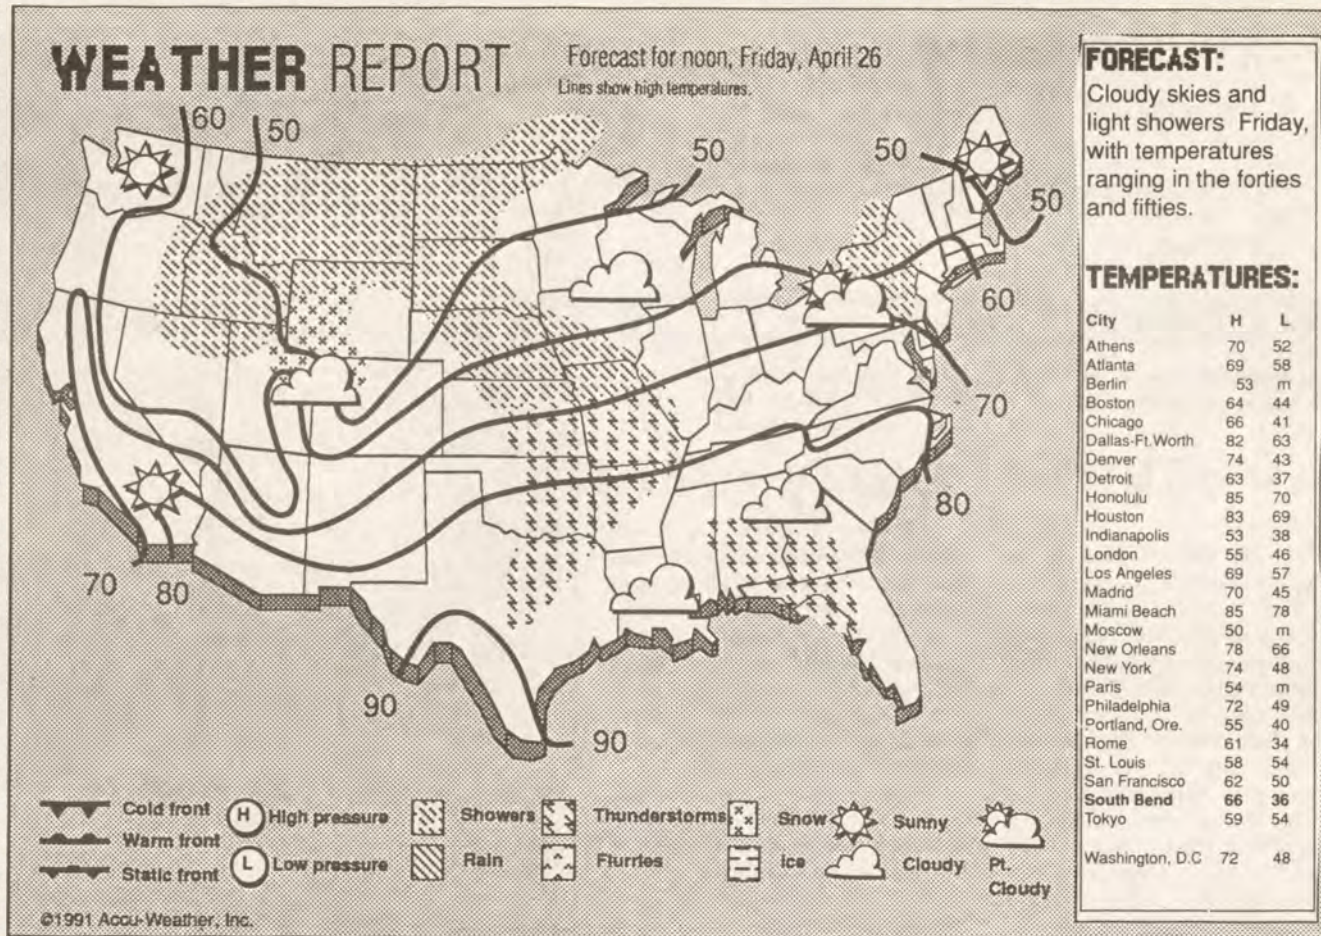 WEATHER REPORT
Forecast for noon, Friday, April 26
Lines show high temperatures.
60
50
50
50
50
60
70
80
70
80
90
90
Cold front
Warm front
Static front
H High pressure
L Low pressure
Showers
Rain
Thunderstorms
Flurries
Snow
ice
Sunny
Cloudy
Pt.
Cloudy
©1991 Accu-Weather, Inc.
FORECAST:
Cloudy skies and
light showers Friday,
with temperatures
ranging in the forties
and fifties.
TEMPERATURES:
City H L
Athens 70 52
Atlanta 69 58
Berlin 53 m
Boston 64 44
Chicago 66 41
Dallas-Ft.Worth 82 63
Denver 74 43
Detroit 63 37
Honolulu 85 70
Houston 83 69
Indianapolis 53 38
London 55 46
Los Angeles 69 57
Madrid 70 45
Miami Beach 85 78
Moscow 50 m
New Orleans 78 66
New York 74 48
Paris 54 m
Philadelphia 72 49
Portland, Ore. 55 40
Rome 61 34
St. Louis 58 54
San Francisco 62 50
South Bend 66 36
Tokyo 59 54
Washington, D.C 72 48